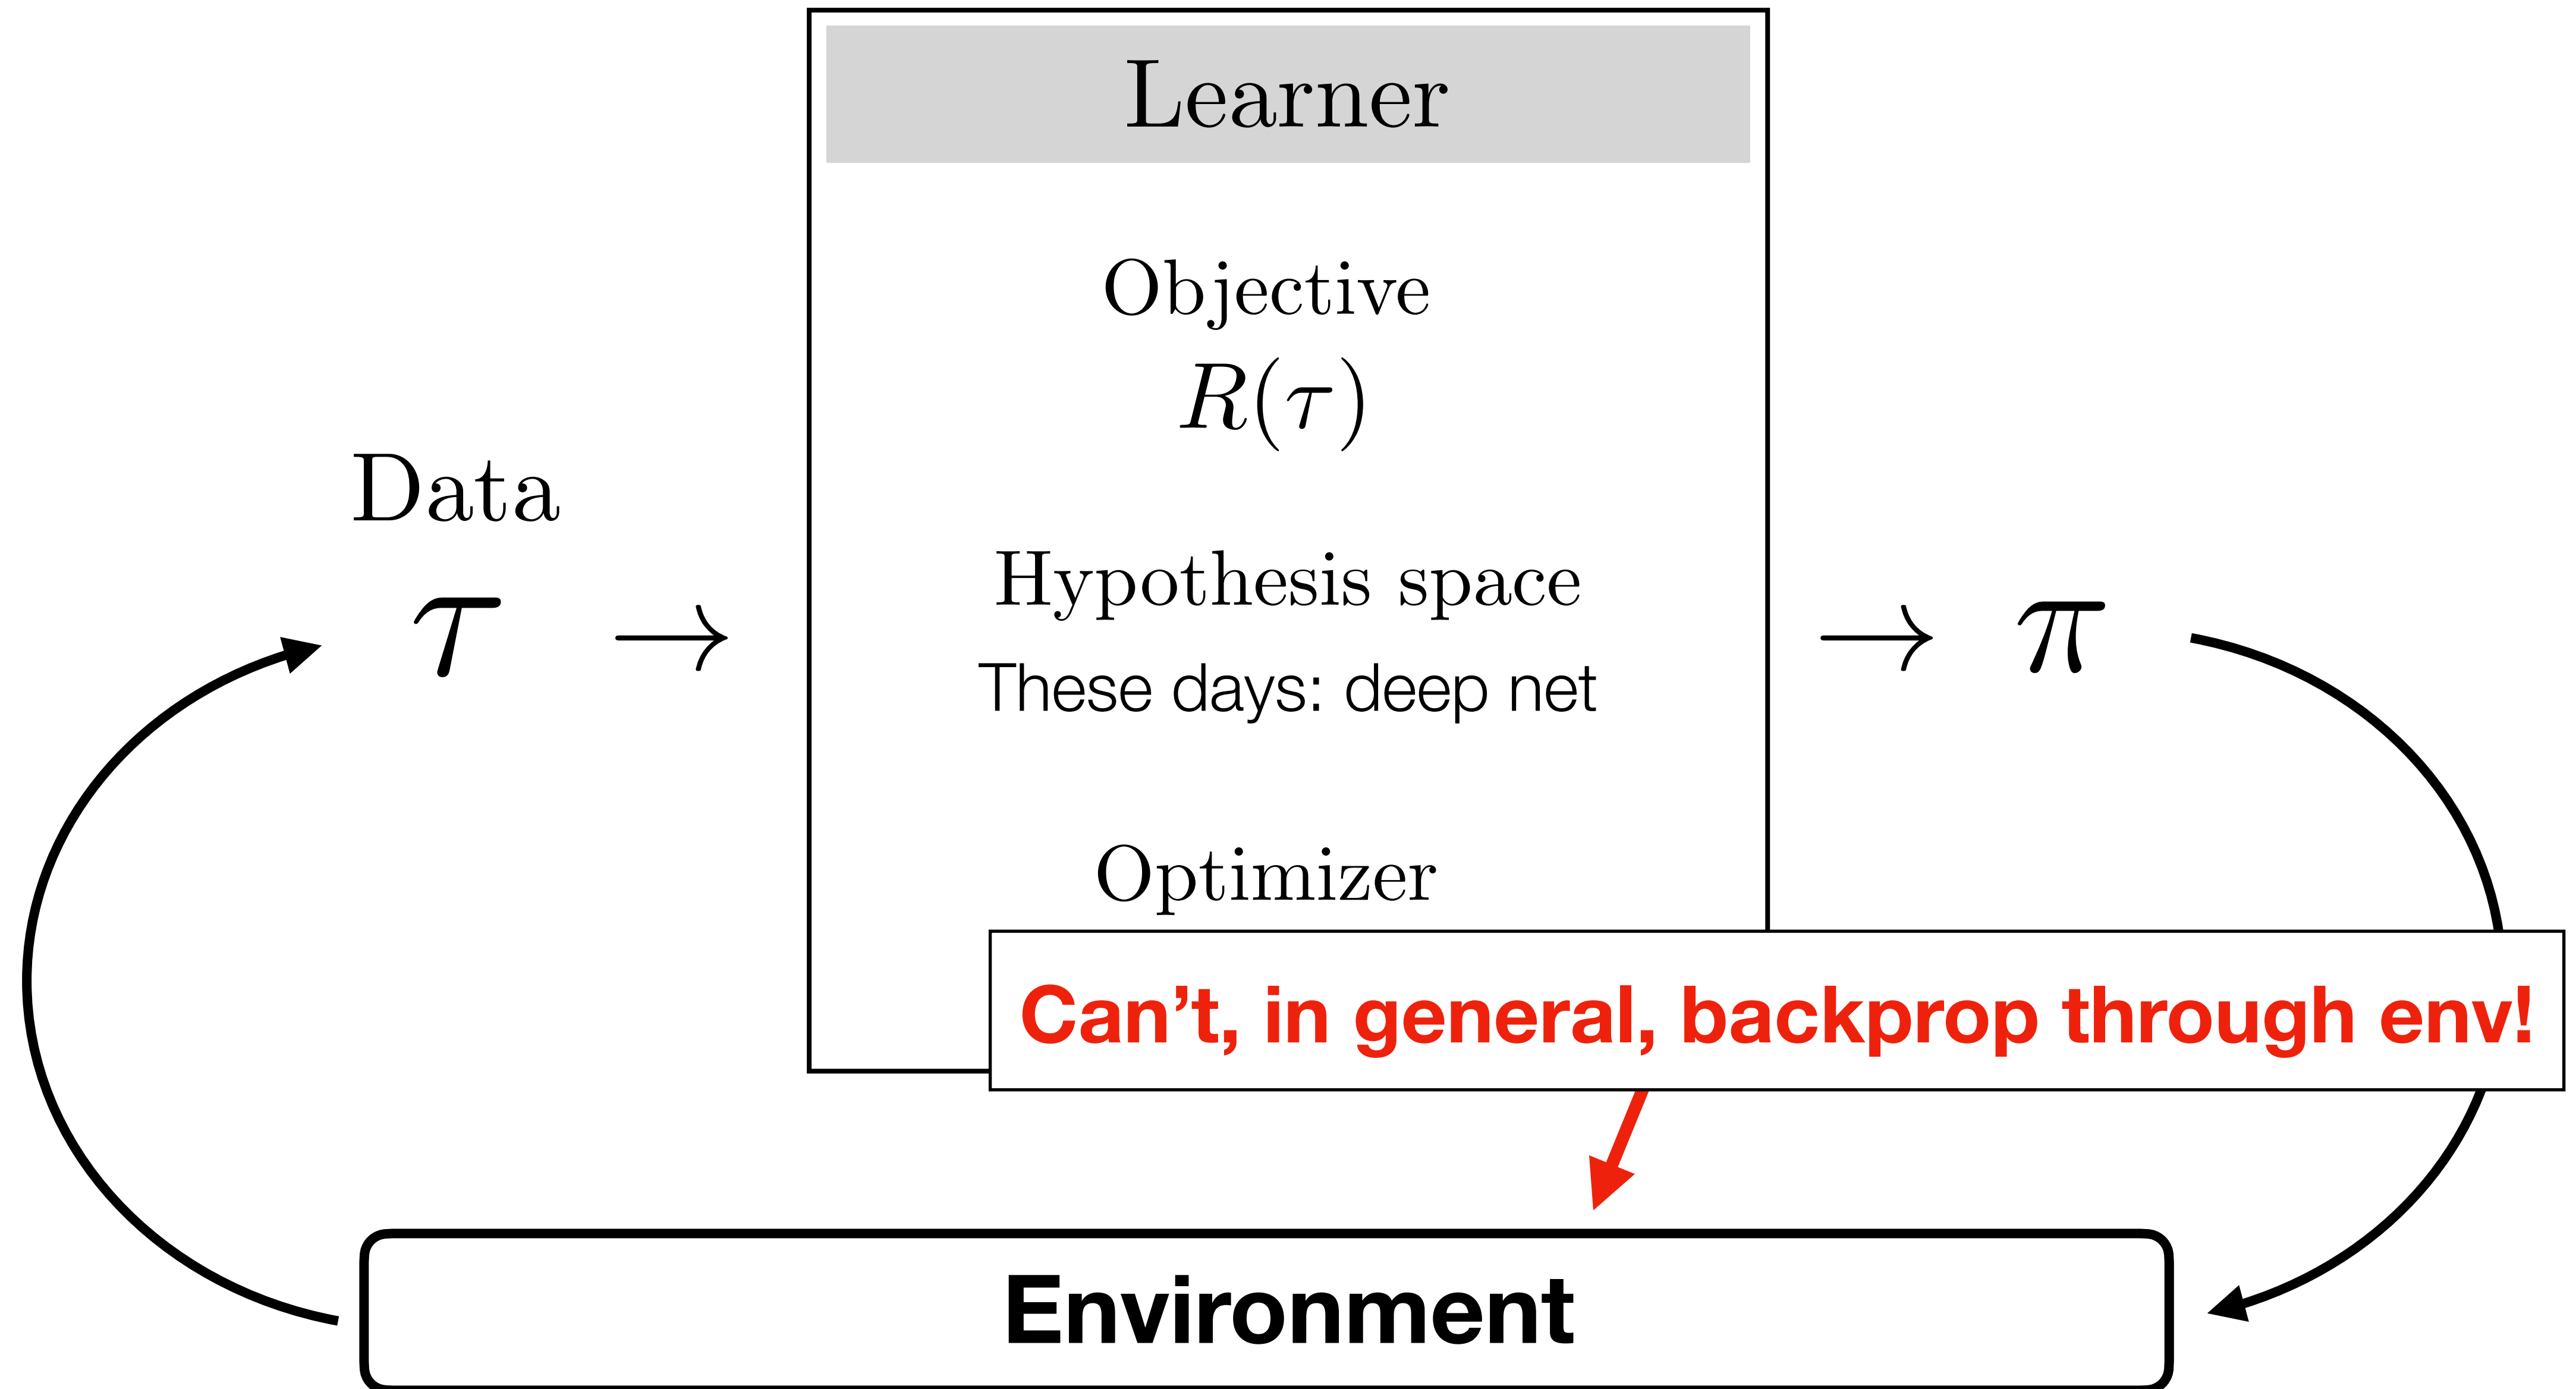 Learner
Objective
R(τ)
Data
τ →
Hypothesis space
These days: deep net
→ π
Optimizer
Can’t, in general, backprop through env!
Environment